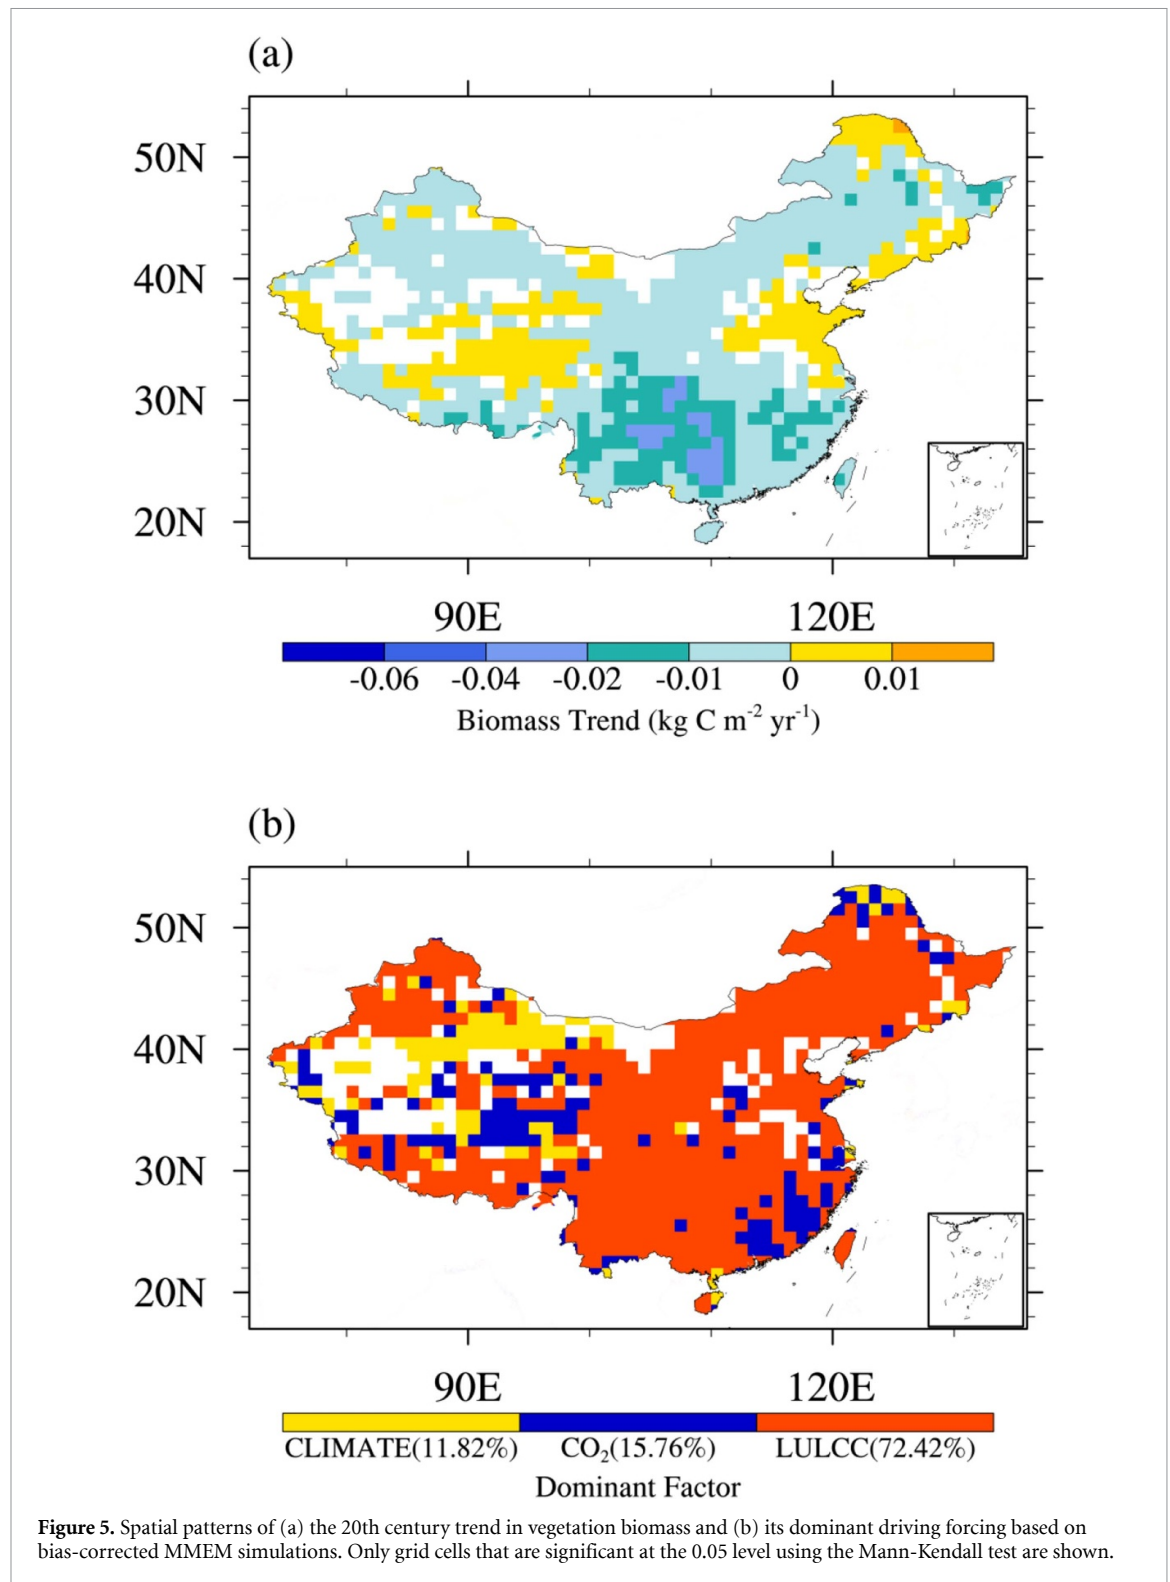 (a)
50N
40N
30N
20N
90E 120E
-0.06 -0.04 -0.02 -0.01 0 0.01
Biomass Trend (kg C m-2 yr-1)
(b)
50N
40N
30N
20N
90E 120E
CLIMATE(11.82%) CO2(15.76%) LULCC(72.42%)
Dominant Factor
Figure 5. Spatial patterns of (a) the 20th century trend in vegetation biomass and (b) its dominant driving forcing based on
bias-corrected MMEM simulations. Only grid cells that are significant at the 0.05 level using the Mann-Kendall test are shown.